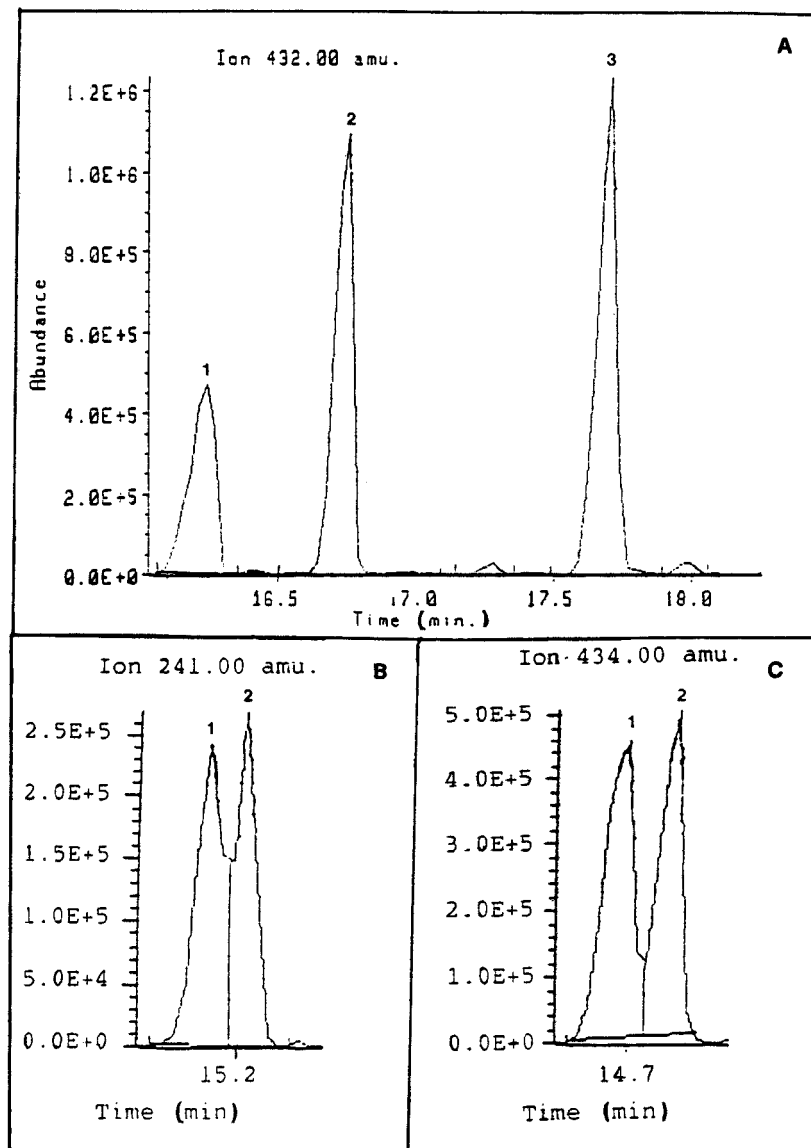 A
Ion 432.00 amu.
3
1.2E+6
2
1.0E+6
8.0E+5
6.0E+5
1
4.0E+5
2.0E+5
0.0E+0
Abundance
16.5 17.0 17.5 18.0
Time (min.)
Ion 241.00 amu. B
1 2
2.5E+5
2.0E+5
1.5E+5
1.0E+5
5.0E+4
0.0E+0
15.2
Time (min)
Ion 434.00 amu.
C
1 2
5.0E+5
4.0E+5
3.0E+5
2.0E+5
1.0E+5
0.0E+0
14.7
Time (min)